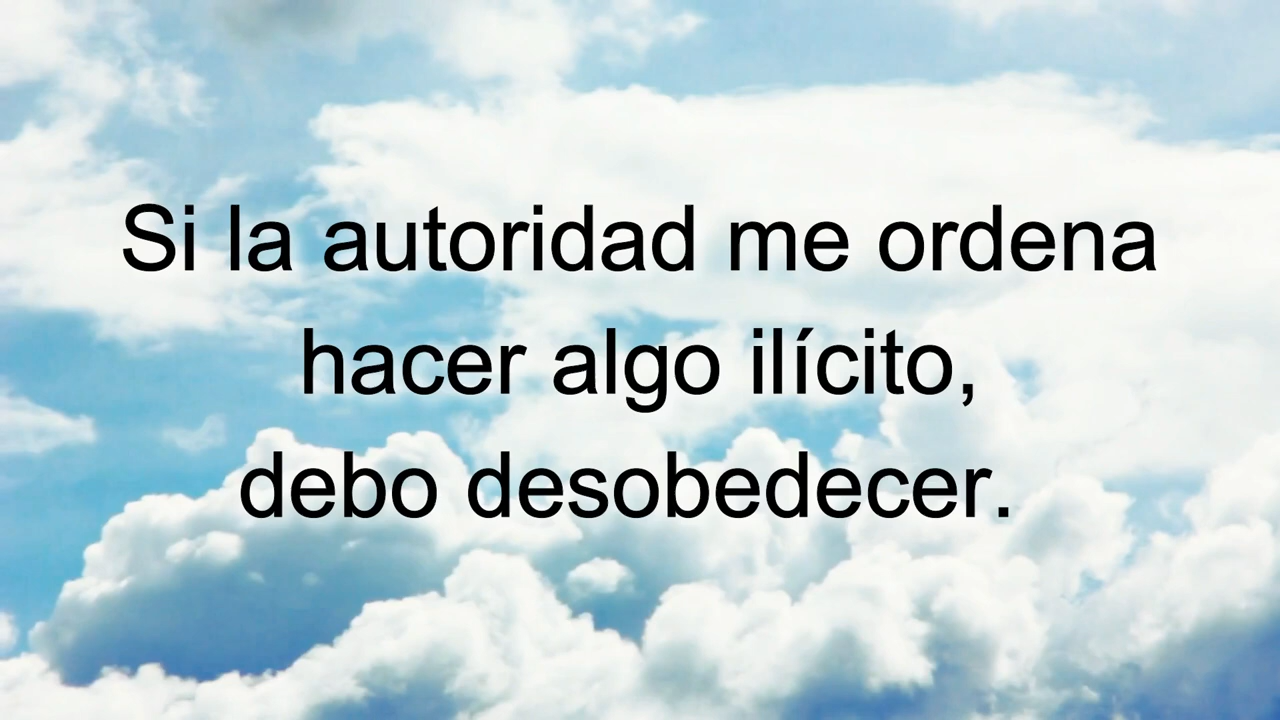 Si la autoridad me ordena
hacer algo ilícito,
debo desobedecer.